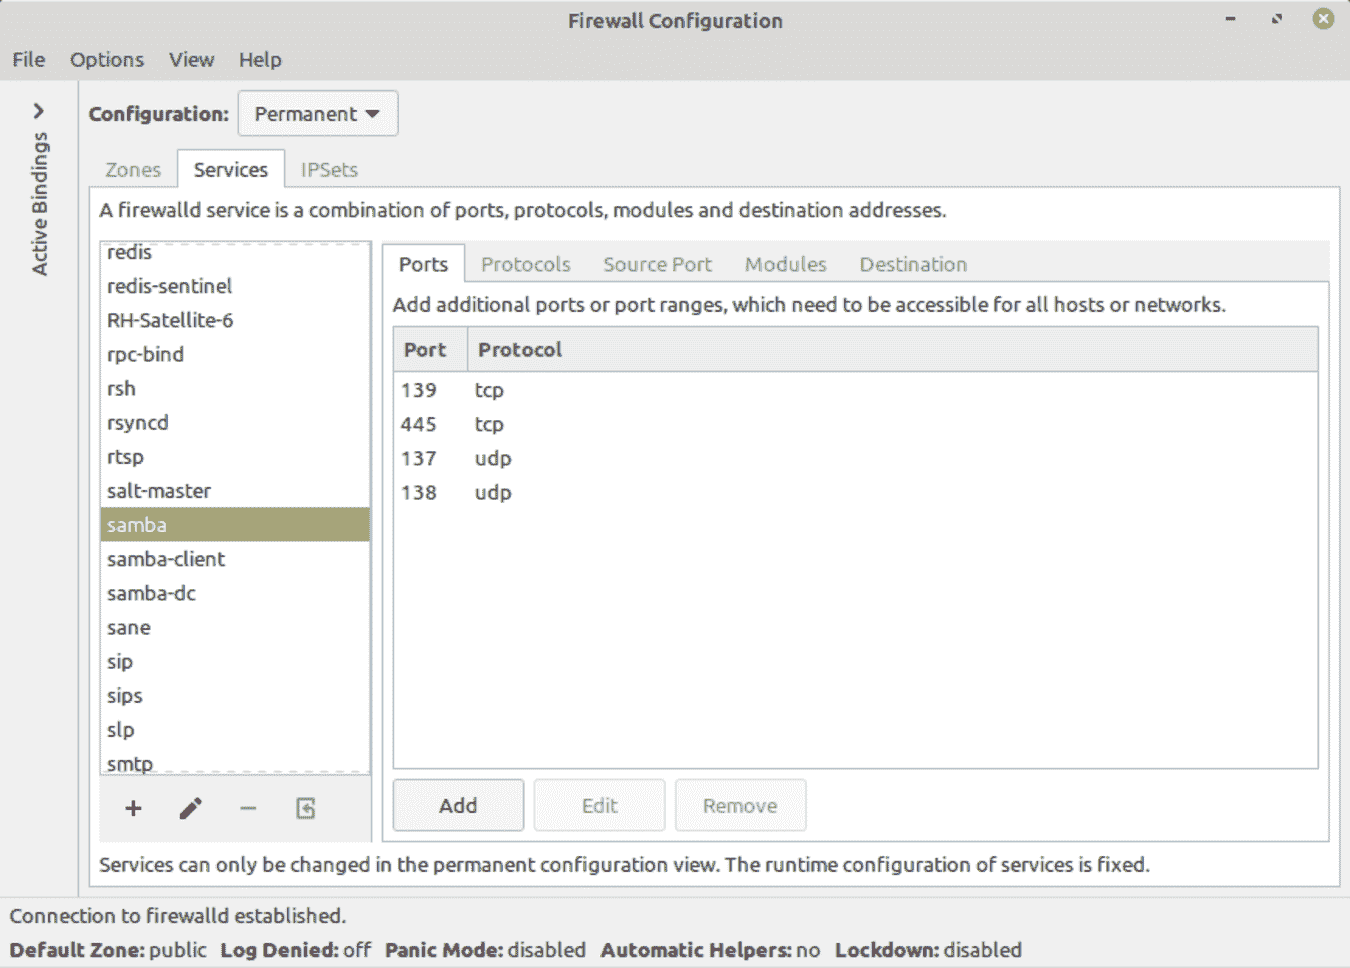 Firewall Configuration
File Options View Help
Active Bindings
Configuration: Permanent
Zones Services IPSets
A firewalld service is a combination of ports, protocols, modules and destination addresses.
redis
redis-sentinel
RH-Satellite-6
rpc-bind
rsh
rsyncd
rtsp
salt-master
samba
samba-client
samba-dc
sane
sip
sips
slp
smtp
Ports Protocols Source Port Modules Destination
Add additional ports or port ranges, which need to be accessible for all hosts or networks.
Port Protocol
139 tcp
445 tcp
137 udp
138 udp
Add Edit Remove
Services can only be changed in the permanent configuration view. The runtime configuration of services is fixed.
Connection to firewalld established.
Default Zone: public Log Denied: off Panic Mode: disabled Automatic Helpers: no Lockdown: disabled